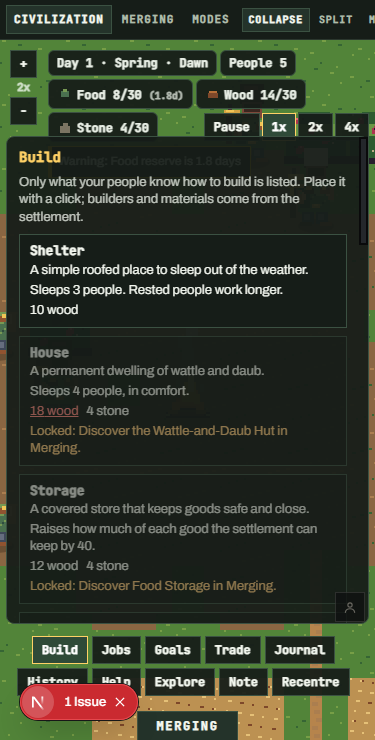 CIVILIZATION MERGING MODES COLLAPSE SPLIT
+ Day 1 · Spring · Dawn People 5
2x Food 8/30 (1.8d) Wood 14/30
- Stone 4/30 Pause 1x 2x 4x
Warning: Food reserve is 1.8 days
Build
Only what your people know how to build is listed. Place it
with a click; builders and materials come from the
settlement.
Shelter
A simple roofed place to sleep out of the weather.
Sleeps 3 people. Rested people work longer.
10 wood
House
A permanent dwelling of wattle and daub.
Sleeps 4 people, in comfort.
18 wood 4 stone
Locked: Discover the Wattle-and-Daub Hut in
Merging.
Storage
A covered store that keeps goods safe and close.
Raises how much of each good the settlement can
keep by 40.
12 wood 4 stone
Locked: Discover Food Storage in Merging.
Build Jobs Goals Trade Journal
History Help Explore Note Recentre
N 1 Issue ×
MERGING